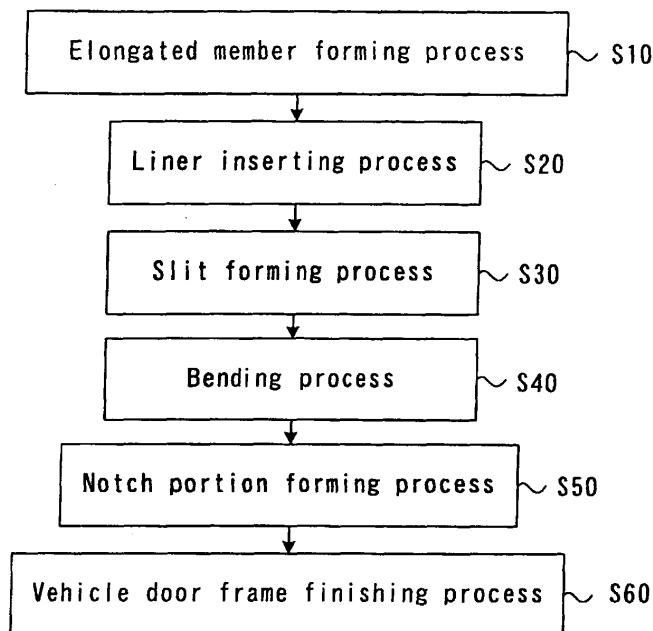 Elongated member forming process S10
Liner inserting process S20
Slit forming process S30
Bending process S40
Notch portion forming process S50
Vehicle door frame finishing process S60